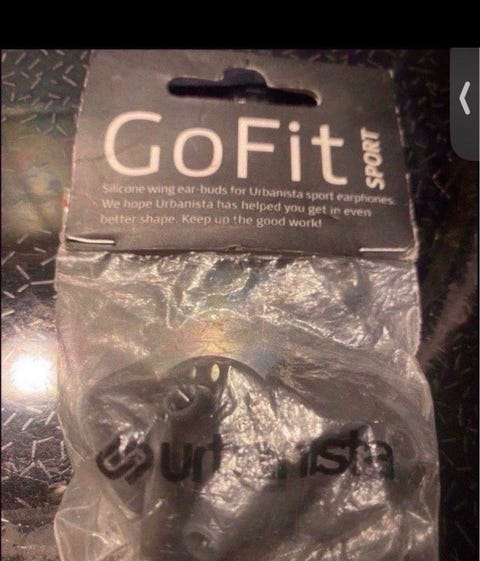 GoFit SPORT
Silicone wing ear-buds for Urbanista sport earphones.
We hope Urbanista has helped you get in even
better shape. Keep up the good work!
urbanista